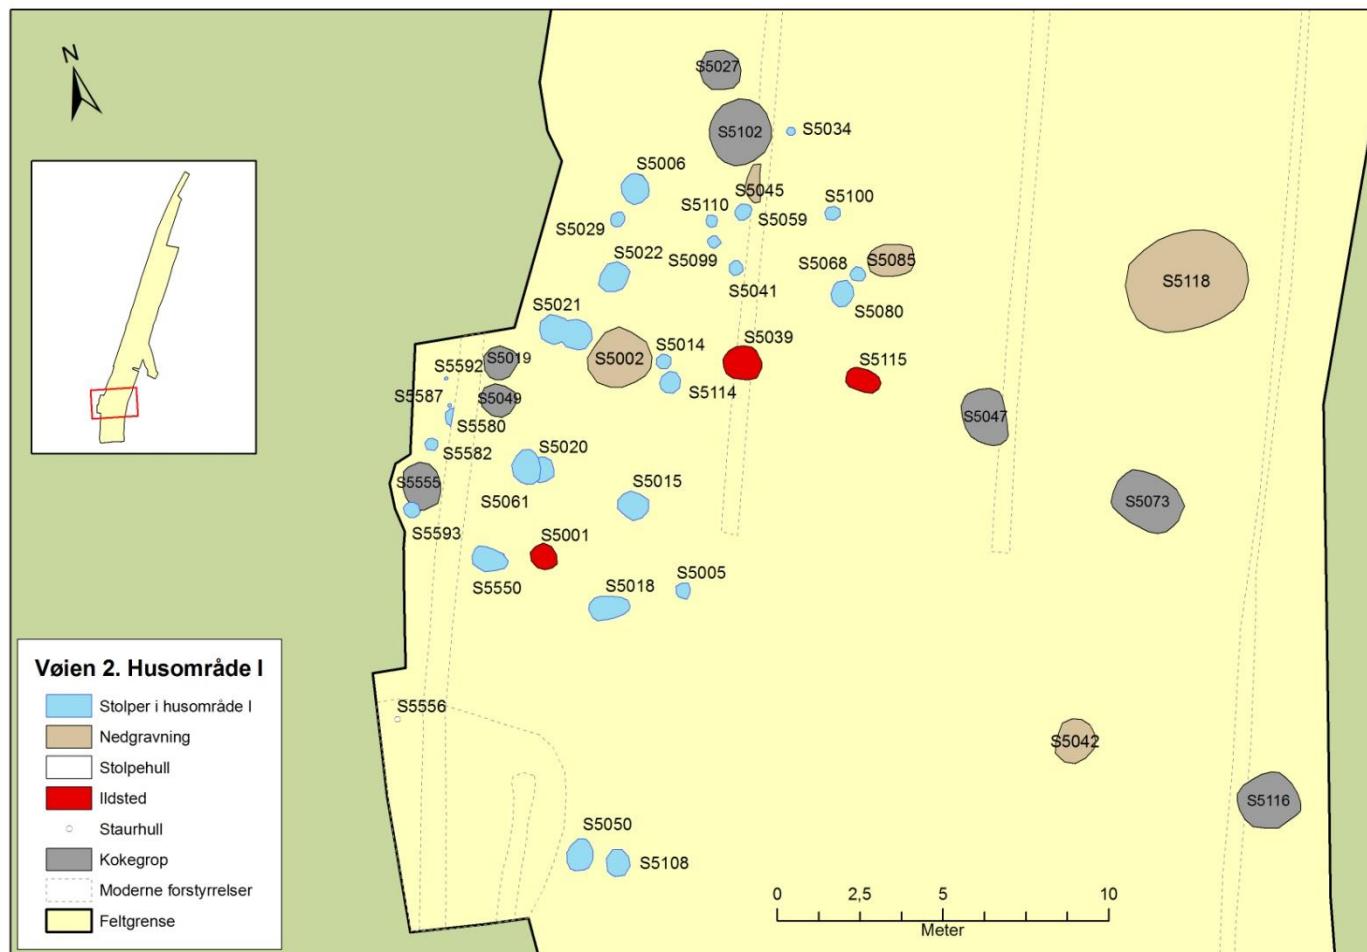 N
S5027
S5102
S5034
S5006
S5045
S5100
S5110
S5059
S5029
S5022
S5099
S5068
S5085
S5041
S5118
S5080
S5021
S5039
S5014
S5002
S5019
S5592
S5115
S5114
S5587
S5049
S5047
S5580
S5582
S5020
S5555
S5015
S5061
S5073
S5593
S5001
S5550
S5018
S5005
S5556
S5042
S5116
S5050
S5108
Vøien 2. Husområde I
Stolper i husområde I
Nedgravning
Stolpehull
Ildsted
Staurhull
Kokegrop
Moderne forstyrrelser
Feltgrense
0 2,5 5 10
Meter